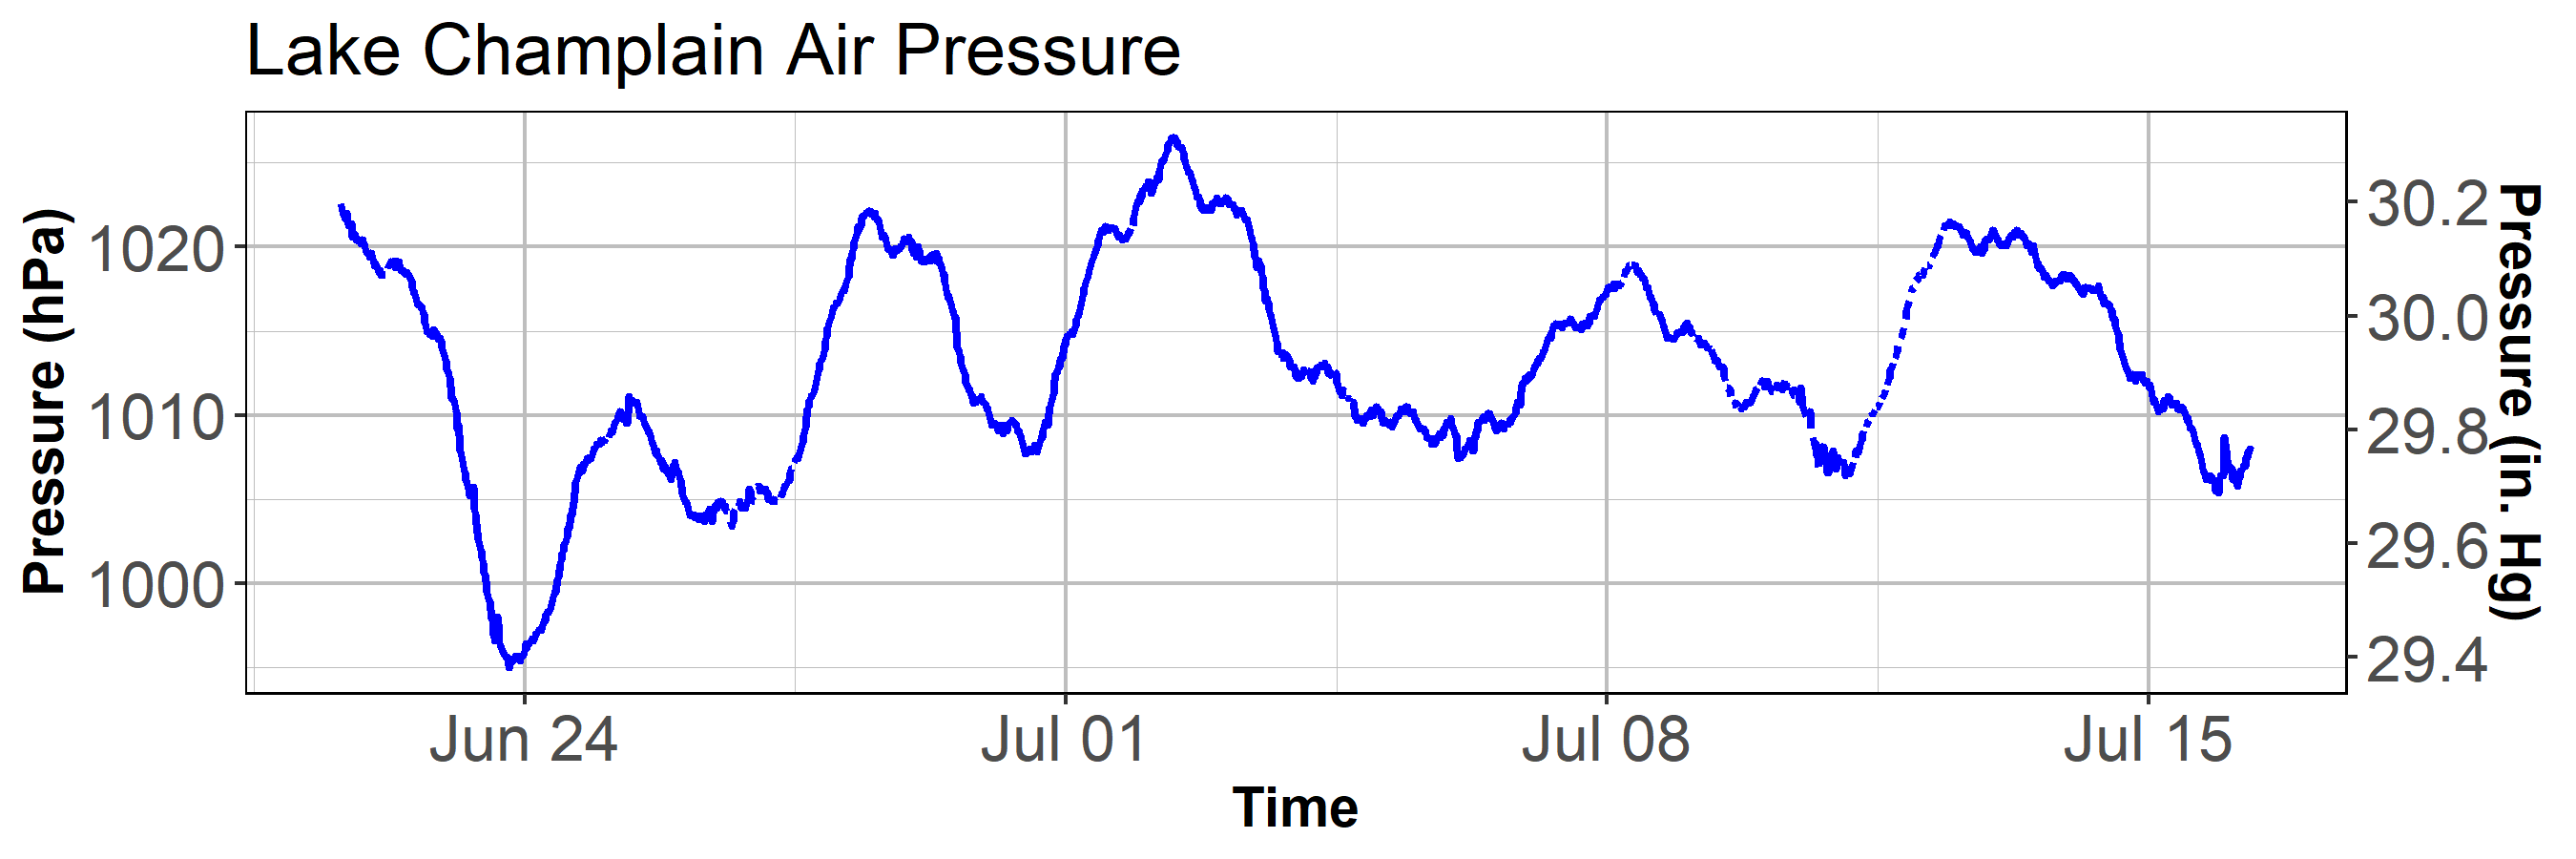 Lake Champlain Air Pressure
Pressure (hPa)
1020
1010
1000
30.2
30.0
29.8
29.6
29.4
Pressure (in. Hg)
Jun 24
Jul 01
Jul 08
Jul 15
Time